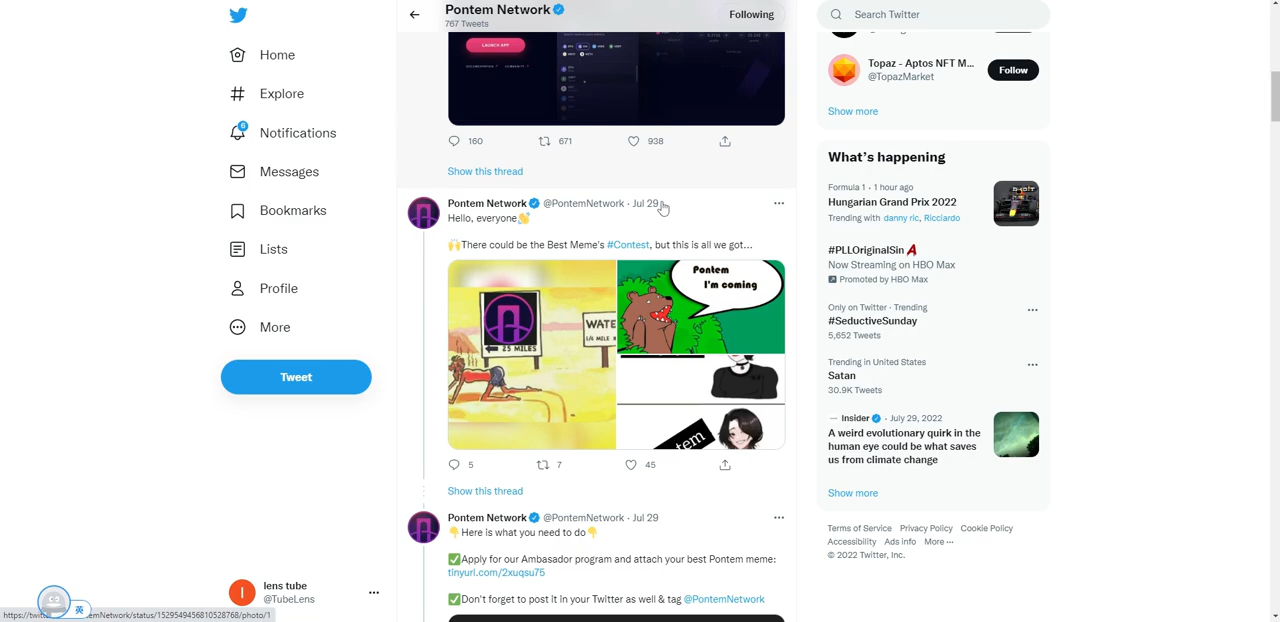 Home
Explore
6
Notifications
Messages
Bookmarks
Lists
Profile
More
Tweet
lens tube
@TubeLens
I
英
Pontem Network
767 Tweets
Following
LAUNCH APP
160 671 938
Show this thread
Pontem Network @PontemNetwork · Jul 29
Hello, everyone👋
🙌There could be the Best Meme's #Contest, but this is all we got...
25 MILES
WATE
Pontem
I'm coming
tem
5 7 45
Show this thread
Pontem Network @PontemNetwork · Jul 29
👇Here is what you need to do👇
✅Apply for our Ambasador program and attach your best Pontem meme:
tinyurl.com/2xuqsu75
✅Don't forget to post it in your Twitter as well & tag @PontemNetwork
Search Twitter
Topaz - Aptos NFT M...
@TopazMarket
Follow
Show more
What's happening
Formula 1 · 1 hour ago
Hungarian Grand Prix 2022
Trending with danny ric, Ricciardo
#PLLOriginalSin
Now Streaming on HBO Max
Promoted by HBO Max
Only on Twitter · Trending
#SeductiveSunday
5,652 Tweets
Trending in United States
Satan
30.9K Tweets
Insider · July 29, 2022
A weird evolutionary quirk in the
human eye could be what saves
us from climate change
Show more
Terms of Service Privacy Policy Cookie Policy
Accessibility Ads info More ···
© 2022 Twitter, Inc.